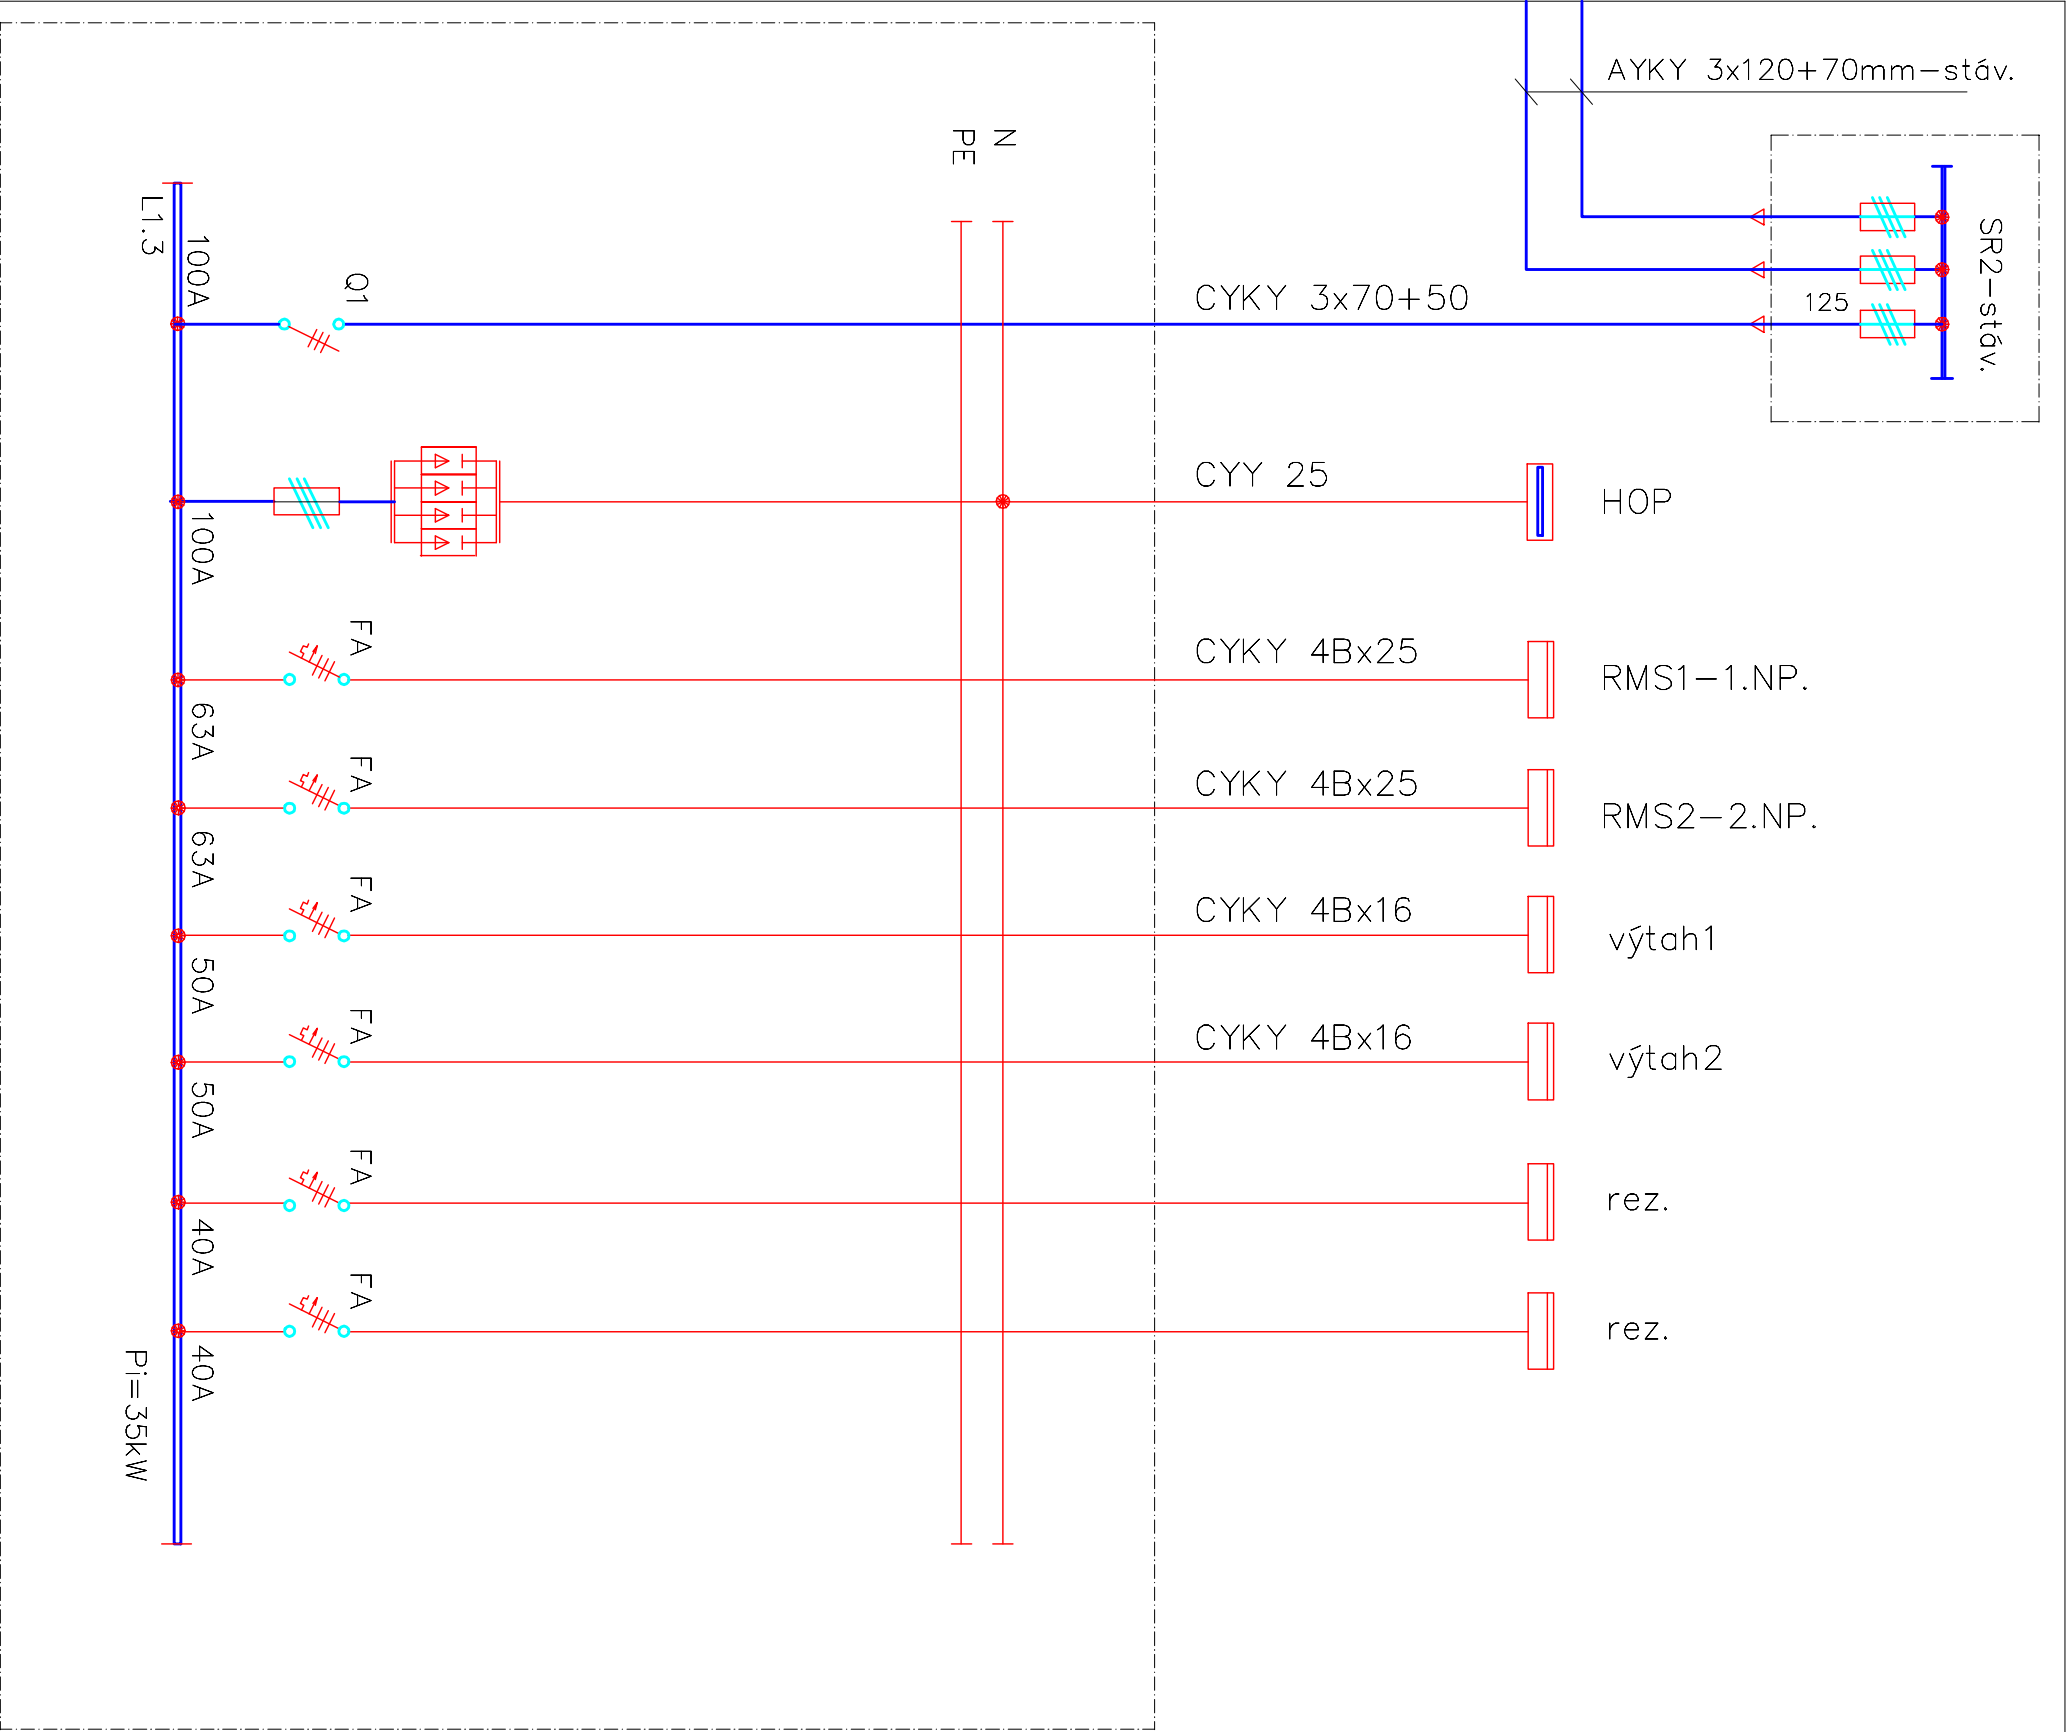 AYKY 3x120+70mm-stáv.
N
PE
SR2-stáv.
L1.3
100A
Q1
CYKY 3x70+50
125
100A
CYY 25
HOP
63A
FA
CYKY 4Bx25
RMS1-1.NP.
63A
FA
CYKY 4Bx25
RMS2-2.NP.
50A
FA
CYKY 4Bx16
výtah1
50A
FA
CYKY 4Bx16
výtah2
40A
FA
rez.
40A
FA
rez.
Pi=35kW